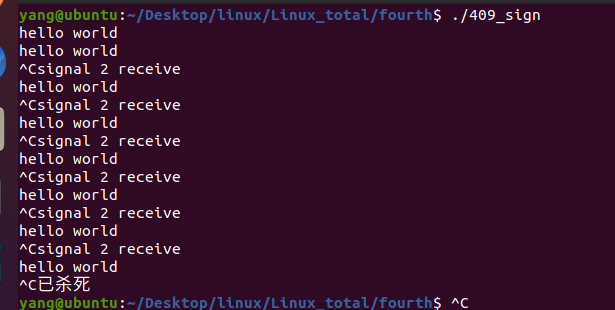 yang@ubuntu:~/Desktop/linux/Linux_total/fourth$ ./409_sign
hello world
hello world
^Csignal 2 receive
hello world
^Csignal 2 receive
hello world
^Csignal 2 receive
hello world
^Csignal 2 receive
hello world
^Csignal 2 receive
hello world
^Csignal 2 receive
hello world
^C已杀死
yang@ubuntu:~/Desktop/linux/Linux_total/fourth$ ^C